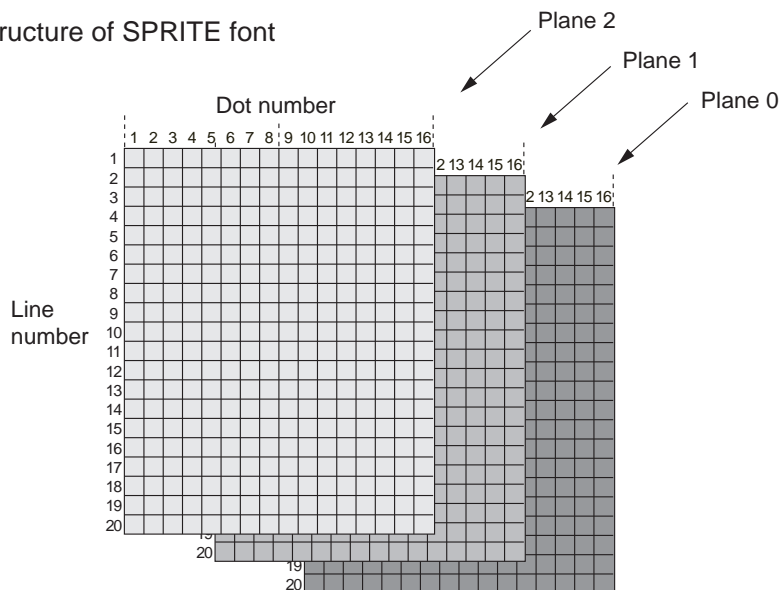 ructure of SPRITE font
Plane 2
Plane 1
Plane 0
Dot number
1 2 3 4 5 6 7 8 9 10 11 12 13 14 15 16
2 13 14 15 16
2 13 14 15 16
Line
number
1
2
3
4
5
6
7
8
9
10
11
12
13
14
15
16
17
18
19
20
19
20
19
20